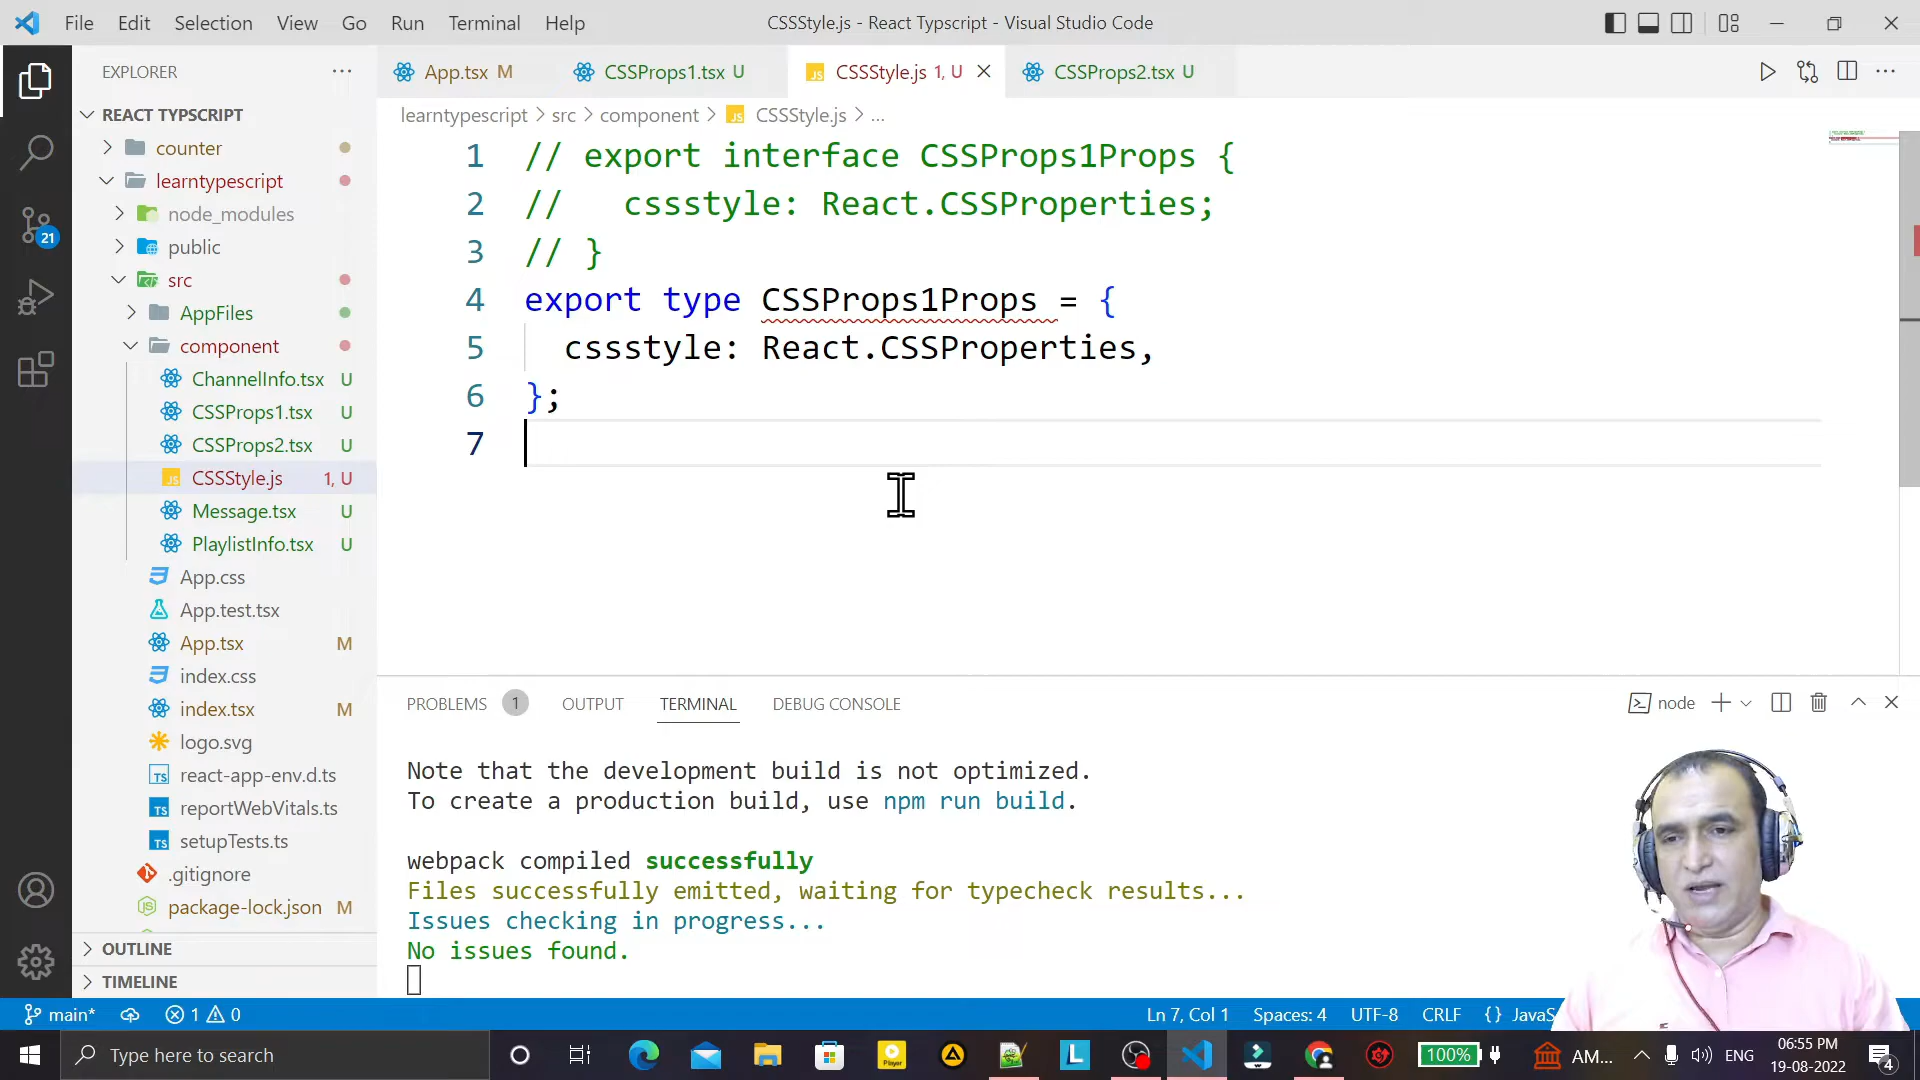 File Edit Selection View Go Run Terminal Help
CSSStyle.js - React Typscript - Visual Studio Code
EXPLORER
REACT TYPSCRIPT
counter
learntypescript
node_modules
public
src
AppFiles
component
ChannelInfo.tsx U
CSSProps1.tsx U
CSSProps2.tsx U
CSSStyle.js 1, U
Message.tsx U
PlaylistInfo.tsx U
App.css
App.test.tsx
App.tsx M
index.css
index.tsx M
logo.svg
react-app-env.d.ts
reportWebVitals.ts
setupTests.ts
.gitignore
package-lock.json M
OUTLINE
TIMELINE
21
App.tsx M
CSSProps1.tsx U
CSSStyle.js 1, U
CSSProps2.tsx U
learntypescript > src > component > CSSStyle.js > ...
1 // export interface CSSProps1Props {
2 //   cssstyle: React.CSSProperties;
3 // }
4 export type CSSProps1Props = {
5   cssstyle: React.CSSProperties,
6 };
7
PROBLEMS 1 OUTPUT TERMINAL DEBUG CONSOLE
node
Note that the development build is not optimized.
To create a production build, use npm run build.
webpack compiled successfully
Files successfully emitted, waiting for typecheck results...
Issues checking in progress...
No issues found.
main* 1 0
Ln 7, Col 1 Spaces: 4 UTF-8 CRLF {} JavaS
Type here to search
Player
L
100%
AM...
ENG
06:55 PM
19-08-2022
4